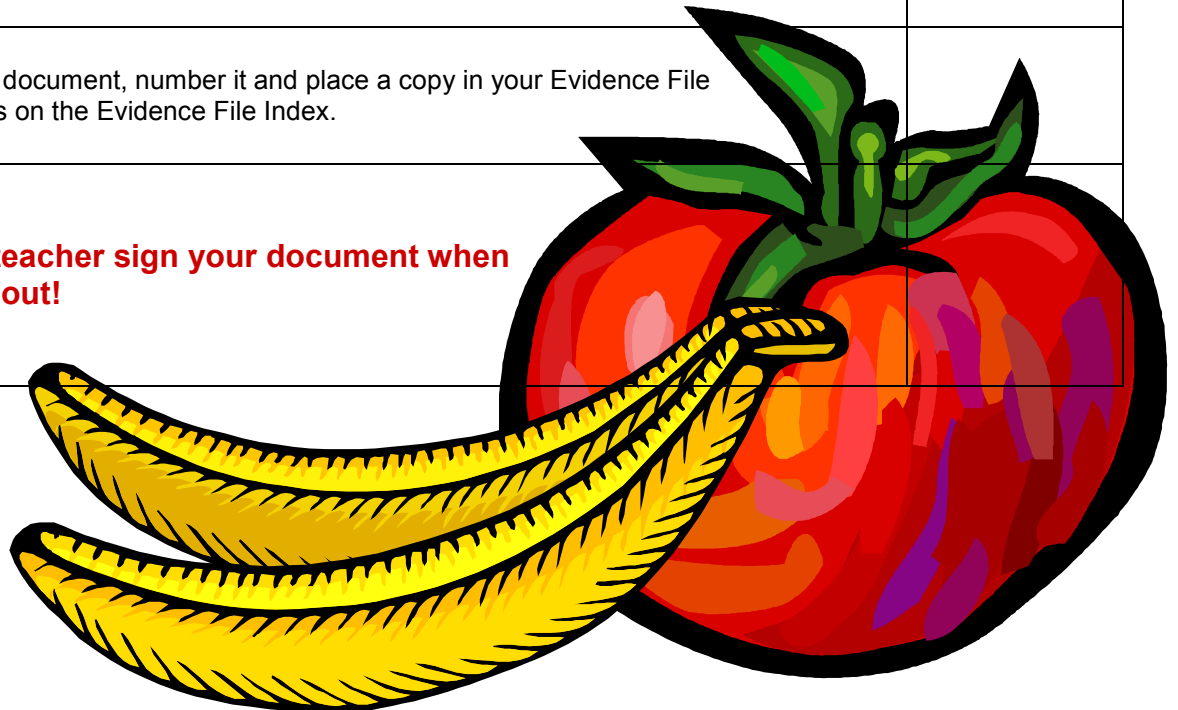 document, number it and place a copy in your Evidence File
s on the Evidence File Index.
teacher sign your document when
out!